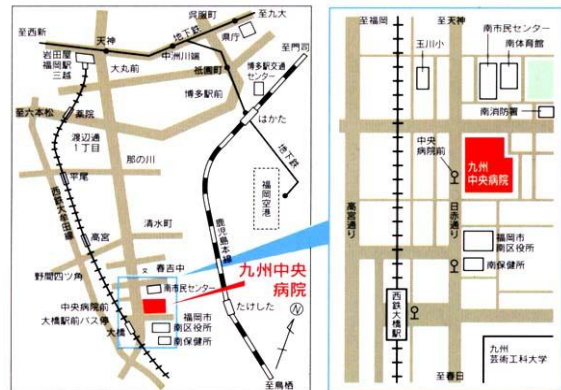 至西新
岩田屋
福岡駅
三越
天神
地下鉄
呉服町
至九大
県庁
中洲川端
祇園町
至門司
大丸前
博多駅交通
センター
博多駅前
至六本松
薬院
はかた
渡辺通
1丁目
地下鉄
那の川
平尾
福岡空港
西鉄大牟田線
清水町
鹿児島本線
高宮
春吉中
野間四ツ角
南市民センター
九州中央
病院
中央病院前
大橋駅前バス停
大橋
福岡市
南区役所
南保健所
たけした
N
至鳥栖
至福岡
至天神
玉川小
南市民センター
南体育館
南消防署
中央
病院前
九州
中央病院
高宮通り
日赤通り
福岡市
南区役所
南保健所
西鉄大橋駅
九州
芸術工科大学
至春日